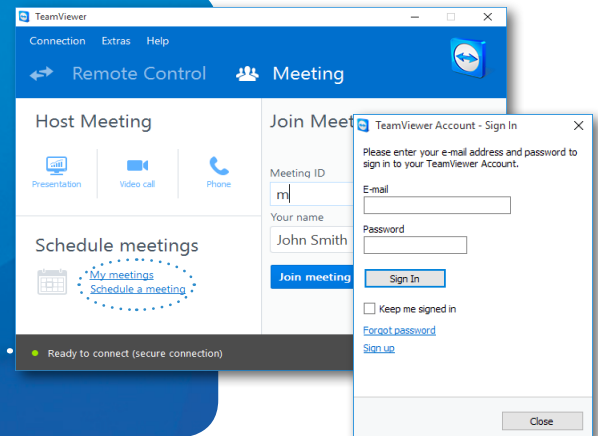 TeamViewer
Connection Extras Help
Remote Control Meeting
Host Meeting
Presentation Video call Phone
Schedule meetings
My meetings
Schedule a meeting
Join Meet
Meeting ID
m
Your name
John Smith
Join meeting
Ready to connect (secure connection)
TeamViewer Account - Sign In
Please enter your e-mail address and password to
sign in to your TeamViewer Account.
E-mail
Password
Sign In
Keep me signed in
Forgot password
Sign up
Close